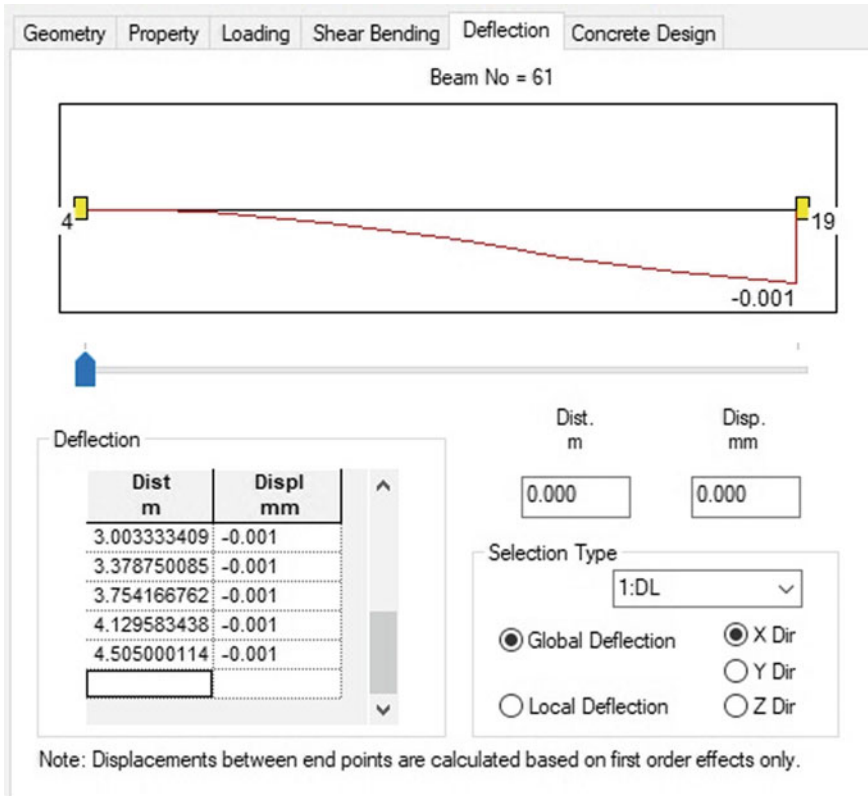 Geometry Property Loading Shear Bending Deflection Concrete Design
Beam No = 61
4
19
-0.001
Dist. Disp.
m mm
0.000 0.000
Deflection
Dist Displ
m mm
3.003333409 -0.001
3.378750085 -0.001
3.754166762 -0.001
4.129583438 -0.001
4.505000114 -0.001
Selection Type
1:DL
Global Deflection X Dir
Y Dir
Local Deflection Z Dir
Note: Displacements between end points are calculated based on first order effects only.